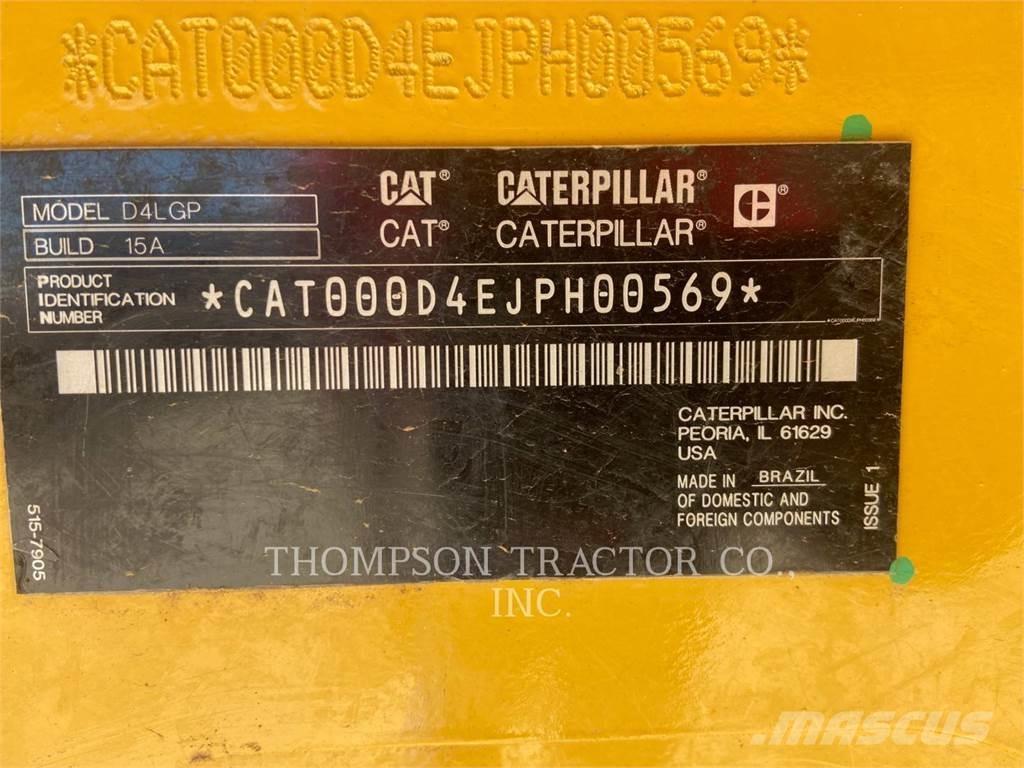 *CAT000D4EJPH00569*
CAT® CATERPILLAR® ®
MODEL D4LGP
CAT® CATERPILLAR®
BUILD 15A
PRODUCT
IDENTIFICATION
NUMBER
*CAT000D4EJPH00569*
*CAT000D4EJPH00569*
CATERPILLAR INC.
PEORIA, IL 61629
USA
MADE IN BRAZIL
OF DOMESTIC AND
FOREIGN COMPONENTS
ISSUE 1
515-7905
THOMPSON TRACTOR CO.,
INC.
MASCUS